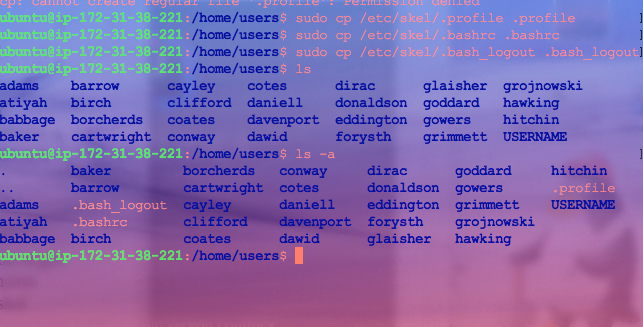 cp: cannot create regular file '.profile': Permission denied
ubuntu@ip-172-31-38-221:/home/users$ sudo cp /etc/skel/.profile .profile
ubuntu@ip-172-31-38-221:/home/users$ sudo cp /etc/skel/.bashrc .bashrc
ubuntu@ip-172-31-38-221:/home/users$ sudo cp /etc/skel/.bash_logout .bash_logout
ubuntu@ip-172-31-38-221:/home/users$ ls
adams barrow cayley cotes dirac glaisher grojnowski
atiyah birch clifford daniell donaldson goddard hawking
babbage borcherds coates davenport eddington gowers hitchin
baker cartwright conway dawid forysth grimmett USERNAME
ubuntu@ip-172-31-38-221:/home/users$ ls -a
. baker borcherds conway dirac goddard hitchin
.. barrow cartwright cotes donaldson gowers .profile
adams .bash_logout cayley daniell eddington grimmett USERNAME
atiyah .bashrc clifford davenport forysth grojnowski
babbage birch coates dawid glaisher hawking
ubuntu@ip-172-31-38-221:/home/users$